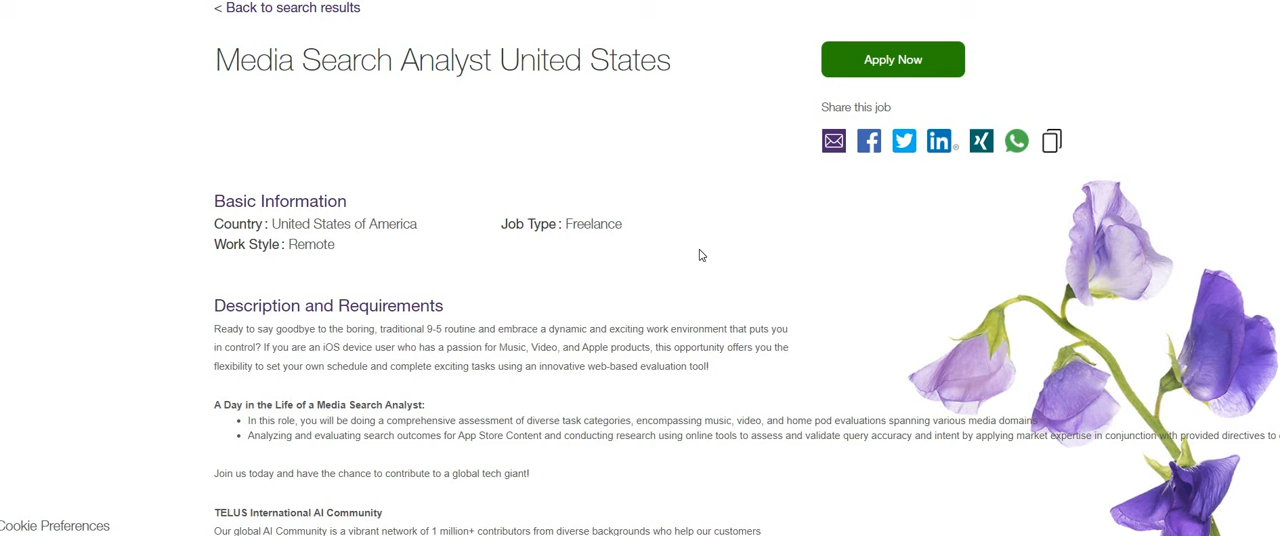 < Back to search results
Media Search Analyst United States
Apply Now
Share this job
in
Basic Information
Country : United States of America
Job Type : Freelance
Work Style : Remote
Description and Requirements
Ready to say goodbye to the boring, traditional 9-5 routine and embrace a dynamic and exciting work environment that puts you
in control? If you are an iOS device user who has a passion for Music, Video, and Apple products, this opportunity offers you the
flexibility to set your own schedule and complete exciting tasks using an innovative web-based evaluation tool!
A Day in the Life of a Media Search Analyst:
• In this role, you will be doing a comprehensive assessment of diverse task categories, encompassing music, video, and home pod evaluations spanning various media domains
• Analyzing and evaluating search outcomes for App Store Content and conducting research using online tools to assess and validate query accuracy and intent by applying market expertise in conjunction with provided directives to
Join us today and have the chance to contribute to a global tech giant!
TELUS International AI Community
Our global AI Community is a vibrant network of 1 million+ contributors from diverse backgrounds who help our customers
Cookie Preferences